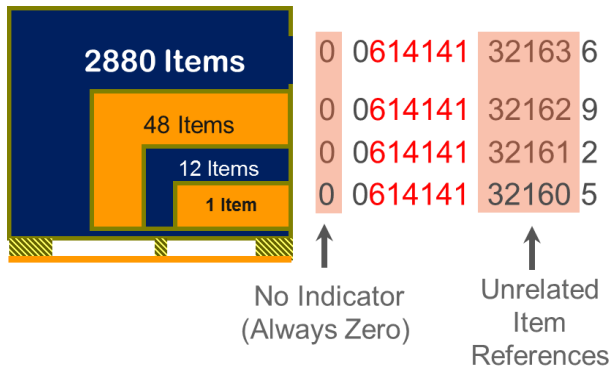 2880 Items
48 Items
12 Items
1 Item
0 0614141 32163 6
0 0614141 32162 9
0 0614141 32161 2
0 0614141 32160 5
No Indicator
(Always Zero)
Unrelated
Item
References